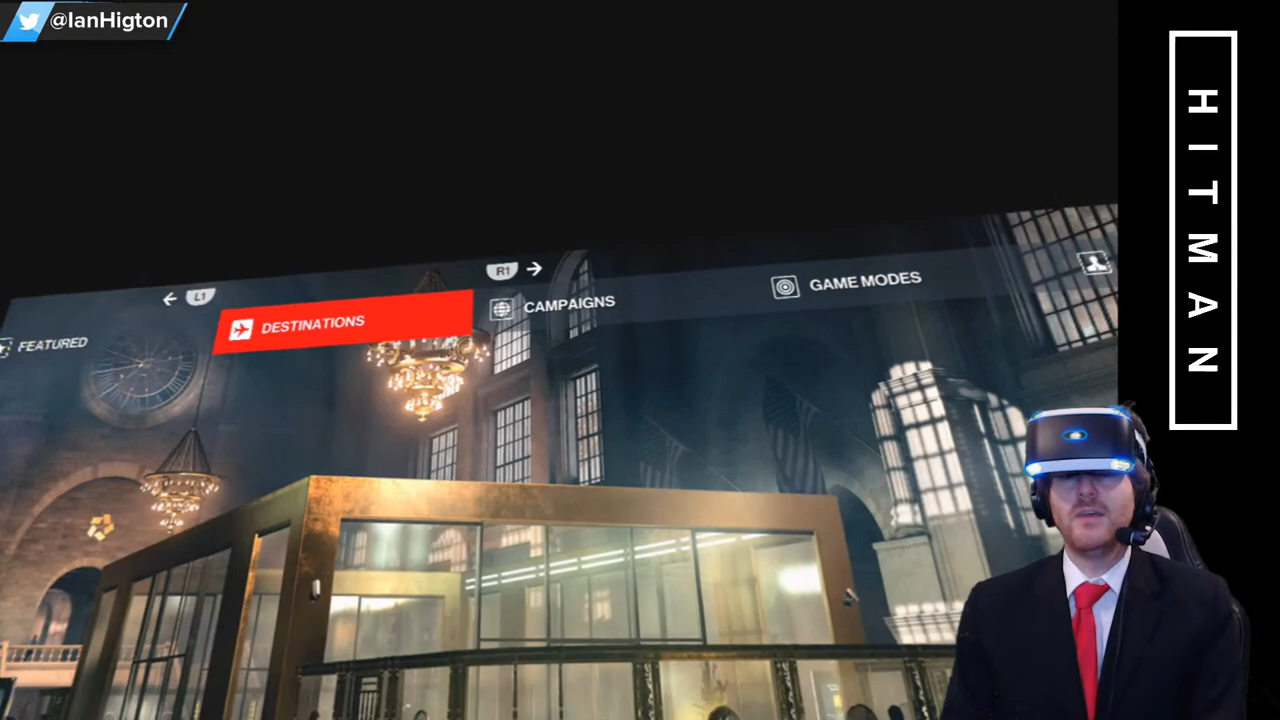 @IanHigton
HITMAN
L1
R1
FEATURED
DESTINATIONS
CAMPAIGNS
GAME MODES